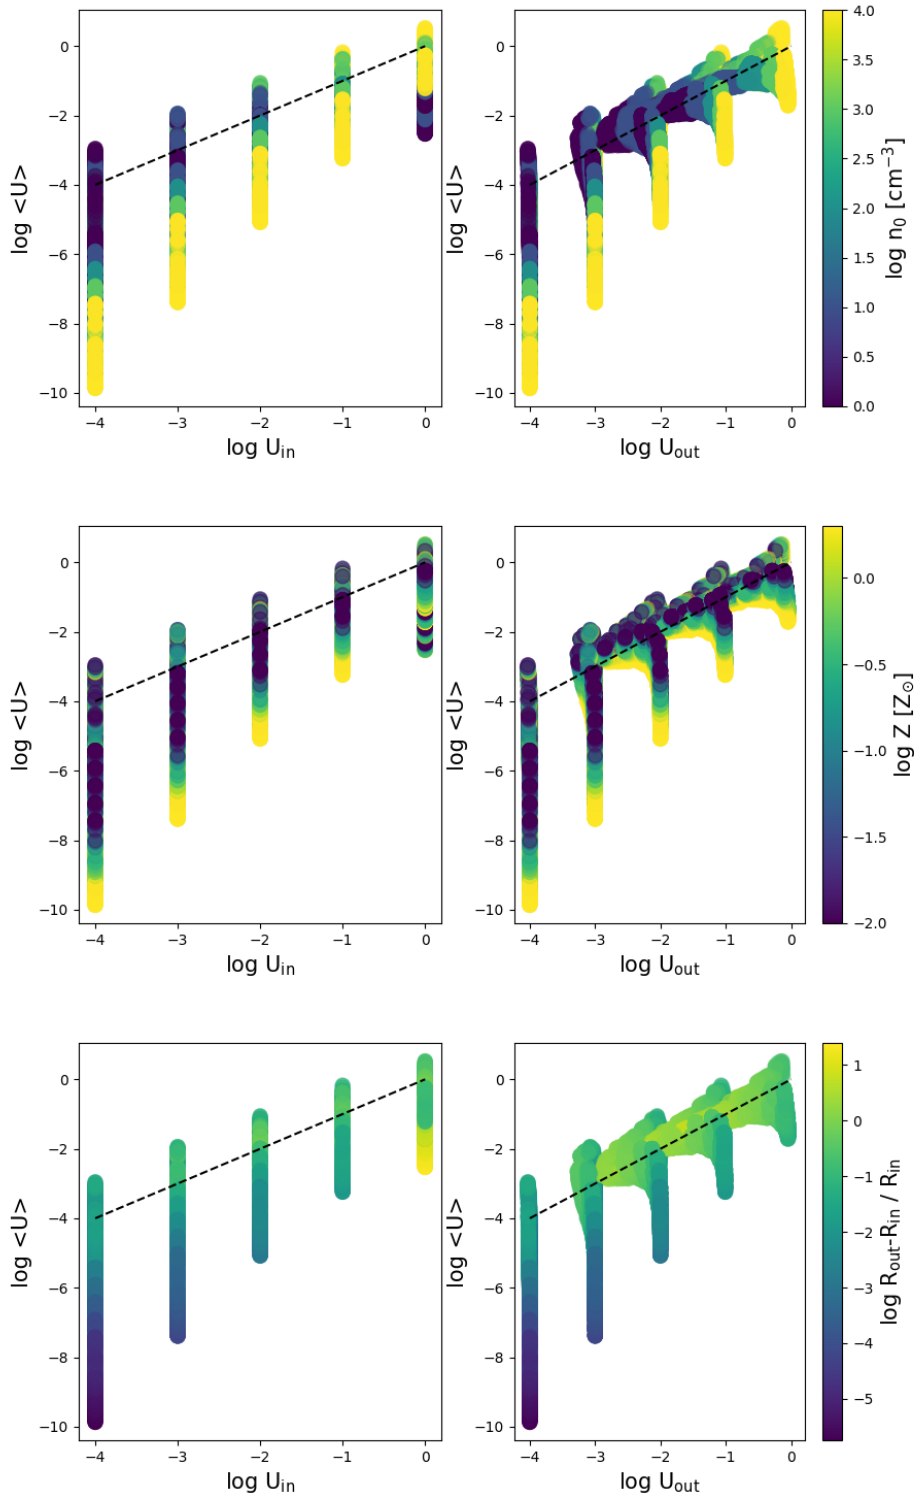 0
−2
−4
−6
−8
−10
log <U>
−4 −3 −2 −1 0
log U_in
0
−2
−4
−6
−8
−10
log <U>
−4 −3 −2 −1 0
log U_out
4.0
3.5
3.0
2.5
2.0
1.5
1.0
0.5
0.0
log n_0 [cm^{−3}]
0
−2
−4
−6
−8
−10
log <U>
−4 −3 −2 −1 0
log U_in
0
−2
−4
−6
−8
−10
log <U>
−4 −3 −2 −1 0
log U_out
0.0
−0.5
−1.0
−1.5
−2.0
log Z [Z_⊙]
0
−2
−4
−6
−8
−10
log <U>
−4 −3 −2 −1 0
log U_in
0
−2
−4
−6
−8
−10
log <U>
−4 −3 −2 −1 0
log U_out
1
0
−1
−2
−3
−4
−5
log R_out-R_in / R_in